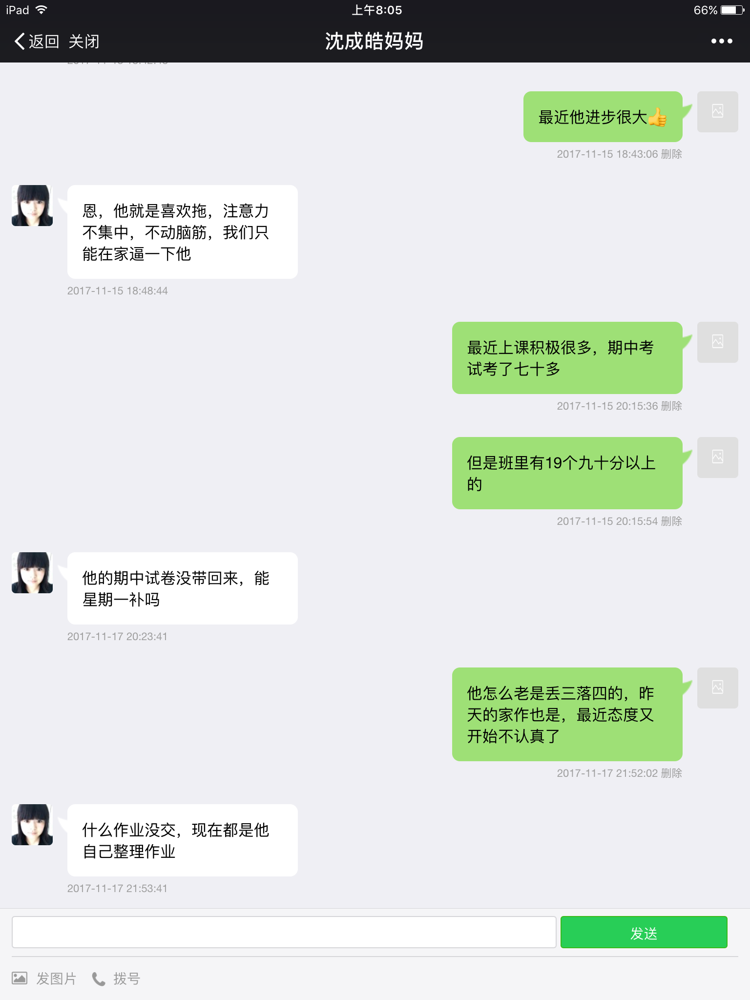 iPad 上午8:05 66%
返回 关闭 沈成皓妈妈
最近他进步很大👍
2017-11-15 18:43:06 删除
恩，他就是喜欢拖，注意力
不集中，不动脑筋，我们只
能在家逼一下他
2017-11-15 18:48:44
最近上课积极很多，期中考
试考了七十多
2017-11-15 20:15:36 删除
但是班里有19个九十分以上
的
2017-11-15 20:15:54 删除
他的期中试卷没带回来，能
星期一补吗
2017-11-17 20:23:41
他怎么老是丢三落四的，昨
天的家作也是，最近态度又
开始不认真了
2017-11-17 21:52:02 删除
什么作业没交，现在都是他
自己整理作业
2017-11-17 21:53:41
发送
发图片 拨号